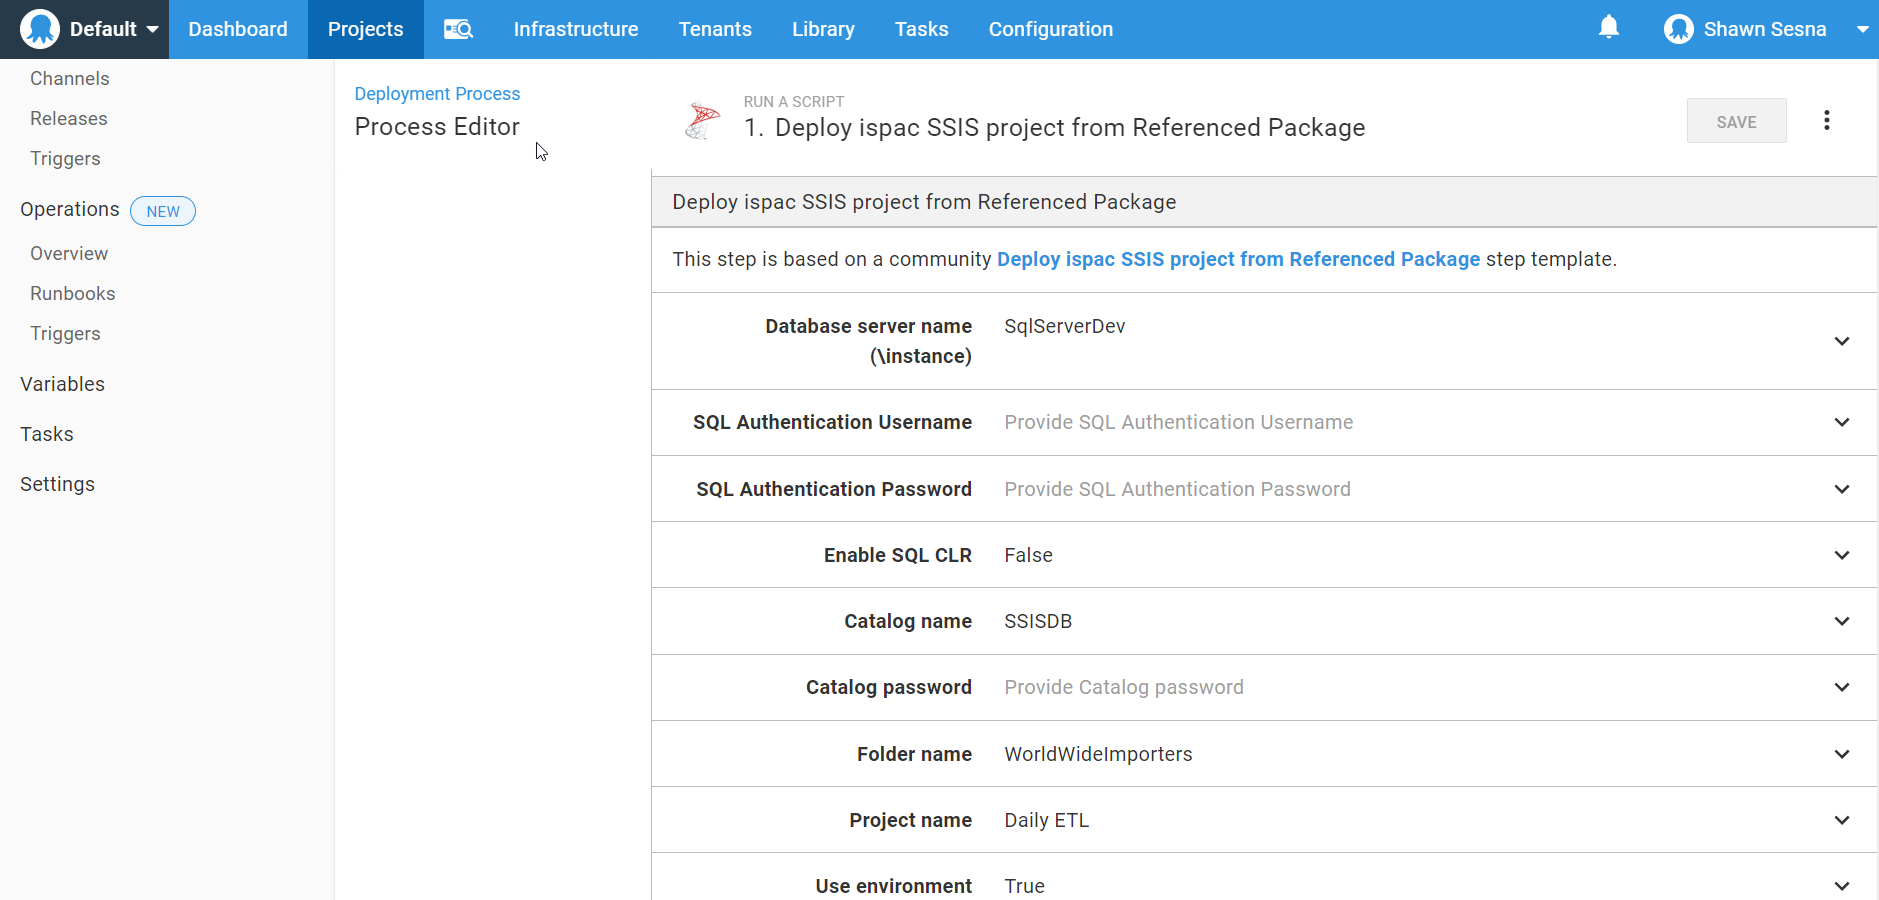 Default Dashboard Projects Infrastructure Tenants Library Tasks Configuration Shawn Sesna
Channels
Releases
Triggers
Operations NEW
Overview
Runbooks
Triggers
Variables
Tasks
Settings
Deployment Process
Process Editor
RUN A SCRIPT
1. Deploy ispac SSIS project from Referenced Package
SAVE
Deploy ispac SSIS project from Referenced Package
This step is based on a community Deploy ispac SSIS project from Referenced Package step template.
Database server name SqlServerDev
(\instance)
SQL Authentication Username Provide SQL Authentication Username
SQL Authentication Password Provide SQL Authentication Password
Enable SQL CLR False
Catalog name SSISDB
Catalog password Provide Catalog password
Folder name WorldWideImporters
Project name Daily ETL
Use environment True